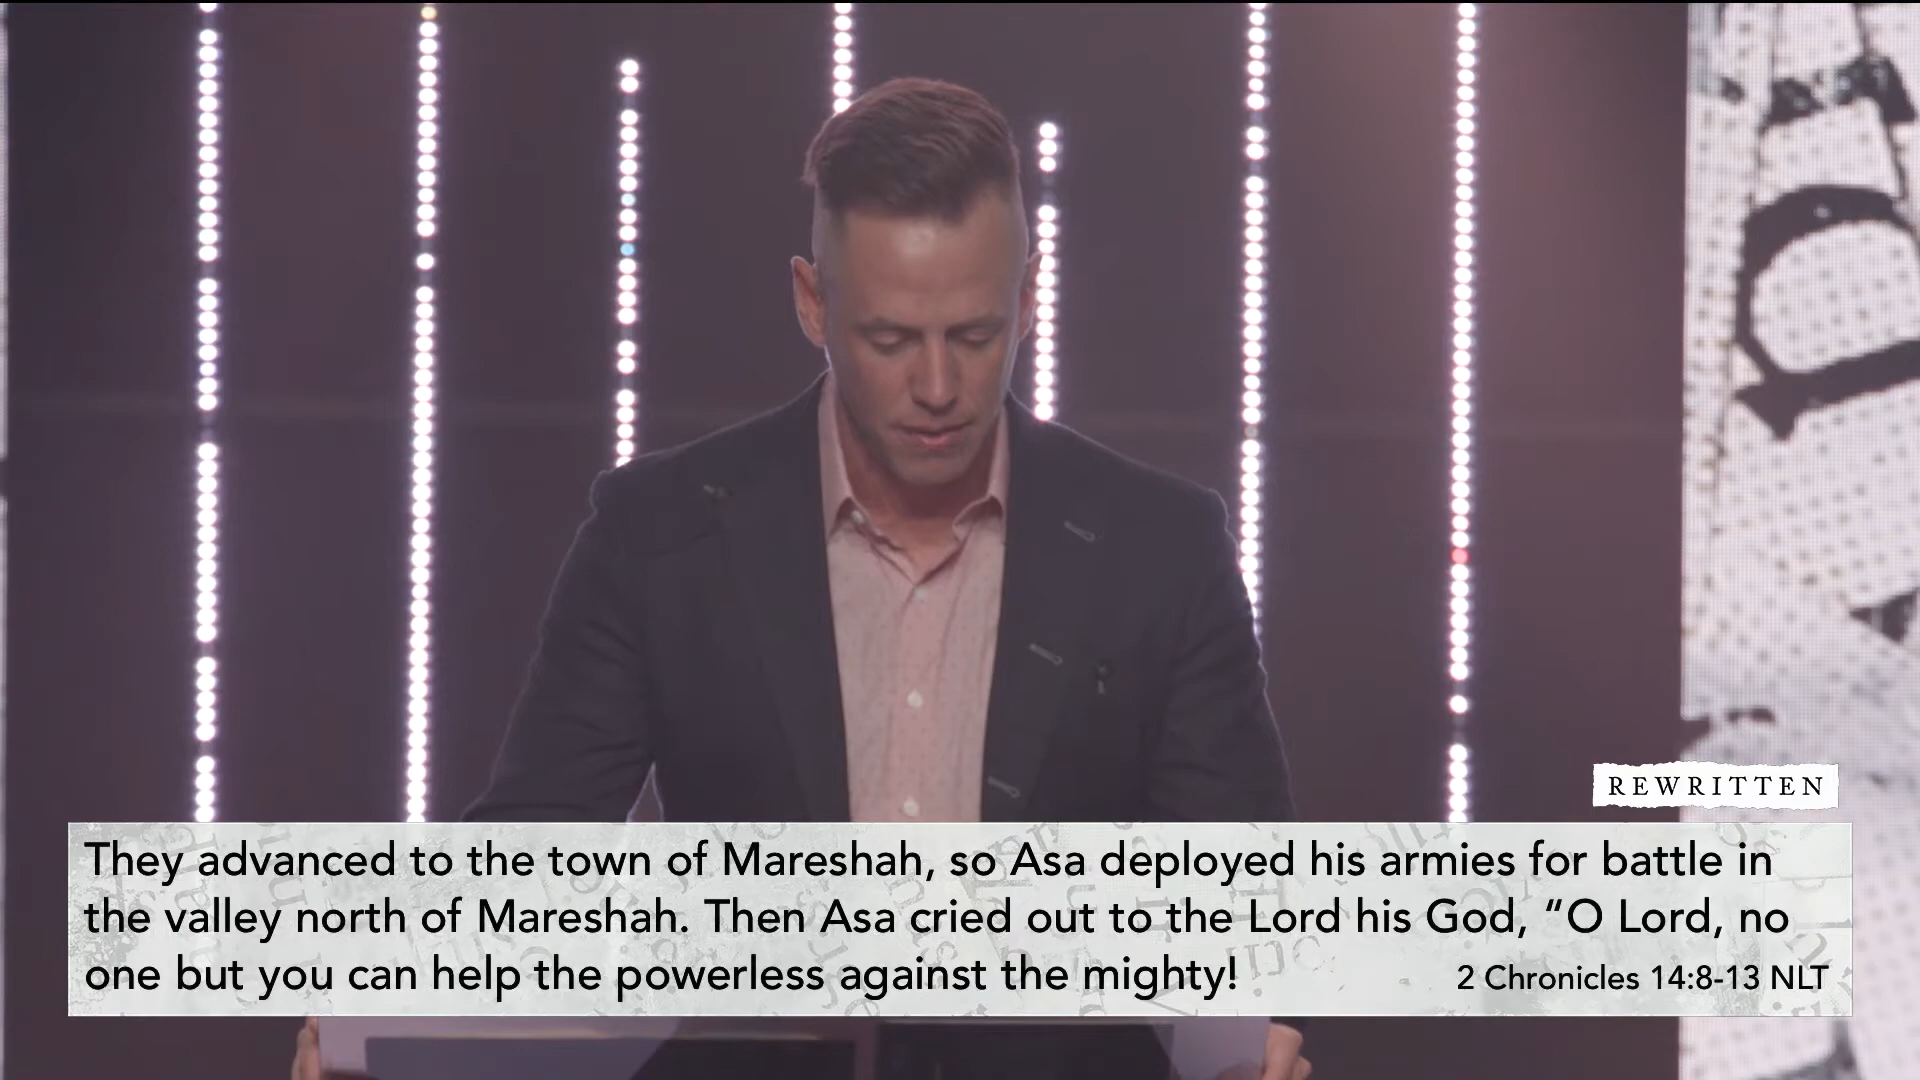 REWRITTEN
They advanced to the town of Mareshah, so Asa deployed his armies for battle in
the valley north of Mareshah. Then Asa cried out to the Lord his God, “O Lord, no
one but you can help the powerless against the mighty!
2 Chronicles 14:8-13 NLT